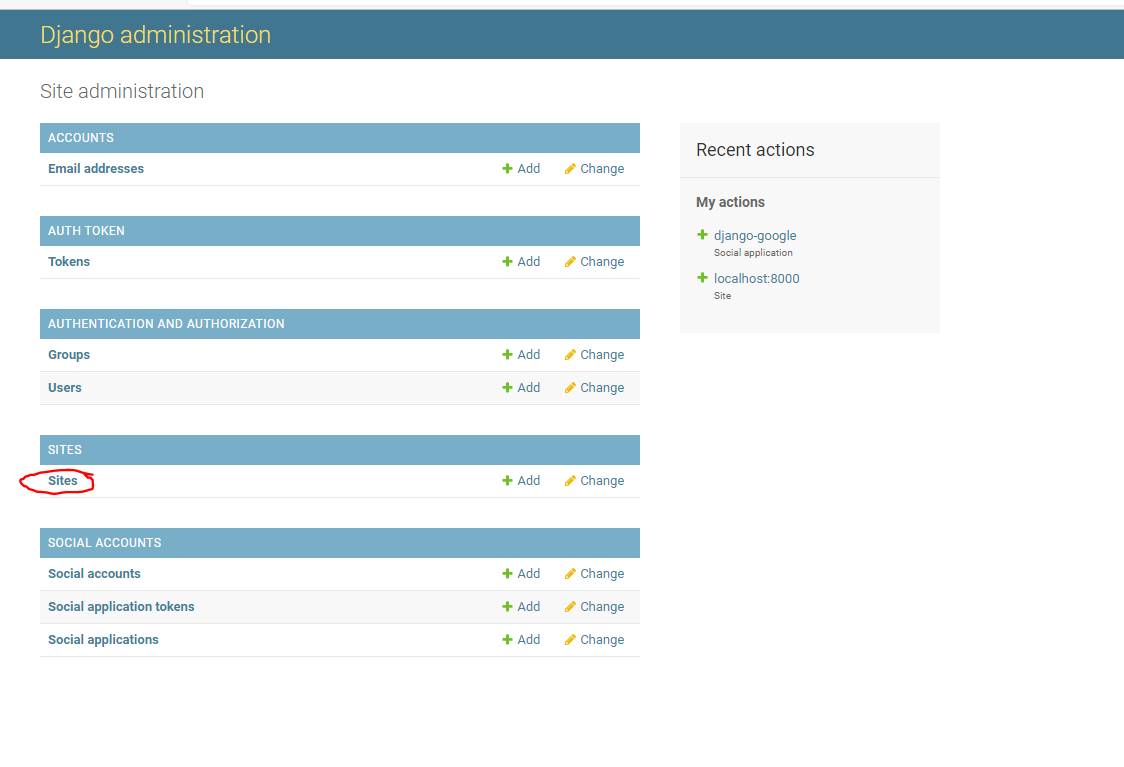 Django administration
Site administration
ACCOUNTS
Email addresses Add Change
AUTH TOKEN
Tokens Add Change
AUTHENTICATION AND AUTHORIZATION
Groups Add Change
Users Add Change
SITES
Sites Add Change
SOCIAL ACCOUNTS
Social accounts Add Change
Social application tokens Add Change
Social applications Add Change
Recent actions
My actions
django-google
Social application
localhost:8000
Site